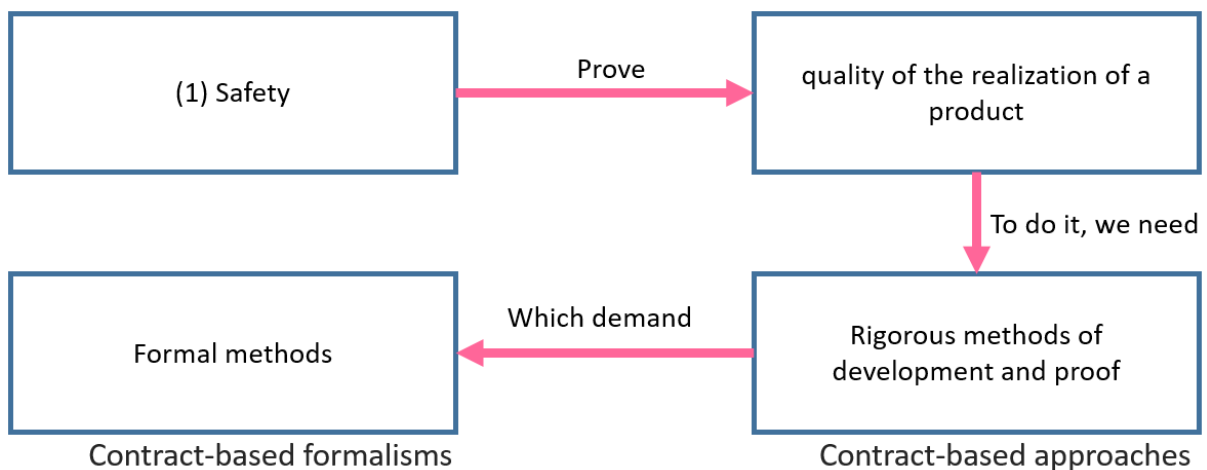 (1) Safety
Prove
quality of the realization of a
product
To do it, we need
Rigorous methods of
development and proof
Which demand
Formal methods
Contract-based formalisms
Contract-based approaches